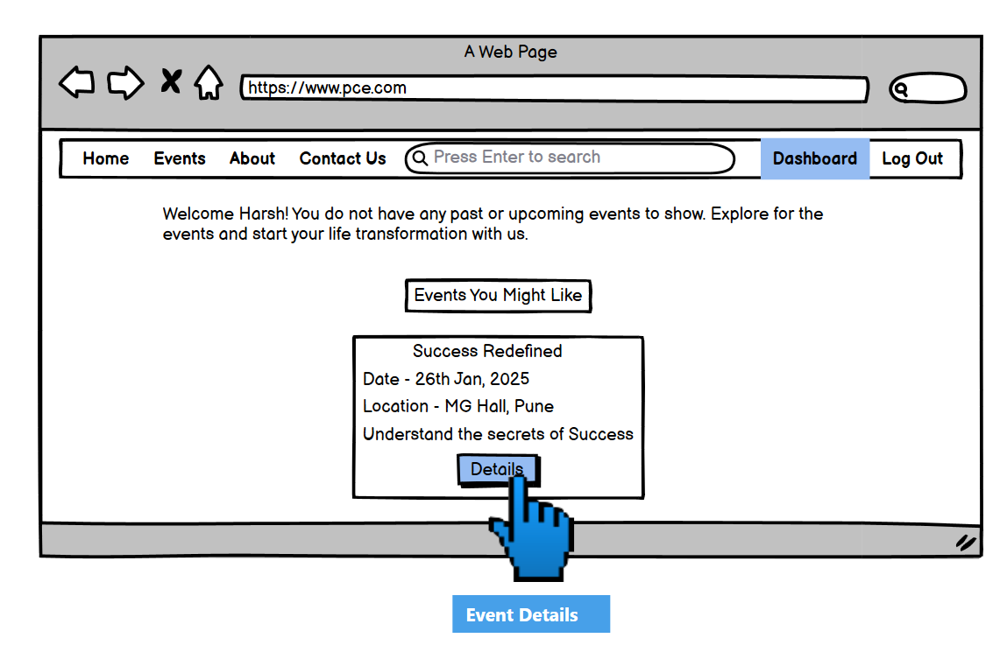 A Web Page
https://www.pce.com
Home Events About Contact Us Press Enter to search Dashboard Log Out
Welcome Harsh! You do not have any past or upcoming events to show. Explore for the
events and start your life transformation with us.
Events You Might Like
Success Redefined
Date - 26th Jan, 2025
Location - MG Hall, Pune
Understand the secrets of Success
Details
Event Details